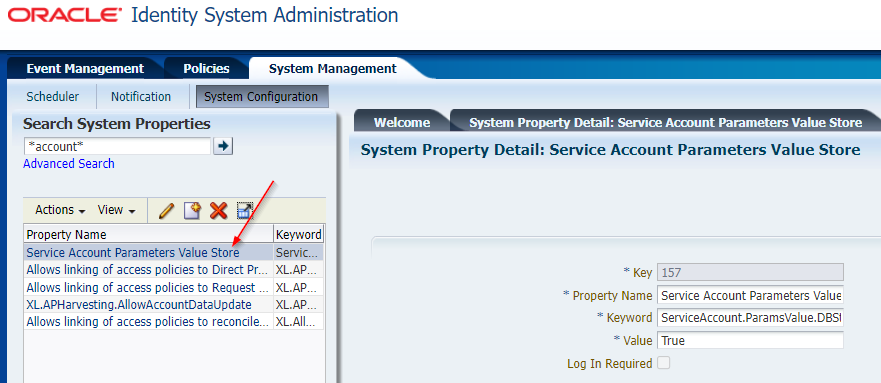 ORACLE® Identity System Administration
Event Management Policies System Management
Scheduler Notification System Configuration
Search System Properties
*account*
Advanced Search
Actions View
Property Name Keyword
Service Account Parameters Value Store Servic...
Allows linking of access policies to Direct Pr... XL.AP...
Allows linking of access policies to Request ... XL.AP...
XL.APHarvesting.AllowAccountDataUpdate XL.AP...
Allows linking of access policies to reconcile... XL.All...
Welcome System Property Detail: Service Account Parameters Value Store
System Property Detail: Service Account Parameters Value Store
* Key 157
* Property Name Service Account Parameters Value
* Keyword ServiceAccount.ParamsValue.DBSt
* Value True
Log In Required